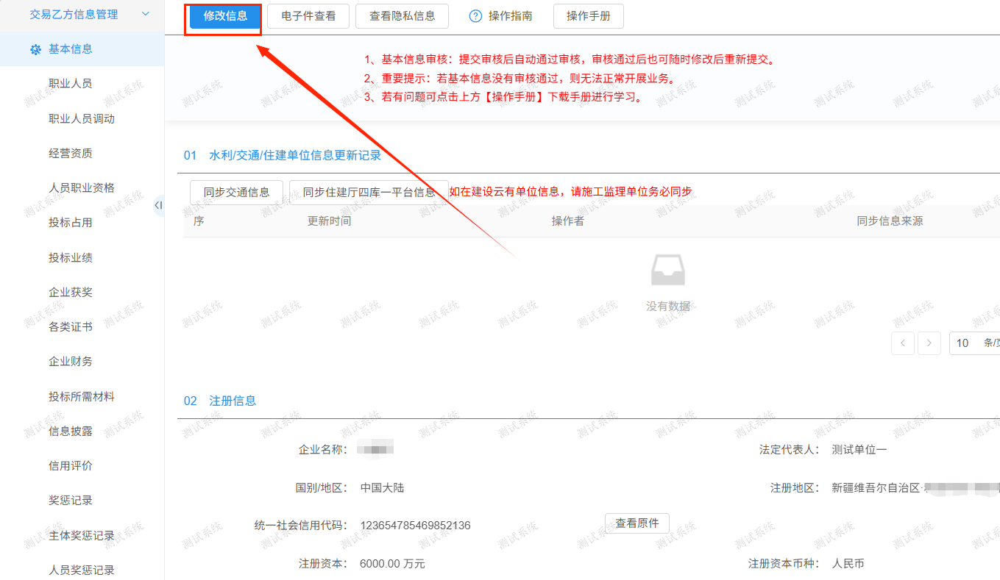 交易乙方信息管理
基本信息
职业人员
职业人员调动
经营资质
人员职业资格
投标占用
投标业绩
企业获奖
各类证书
企业财务
投标所需材料
信息披露
信用评价
奖惩记录
主体奖惩记录
人员奖惩记录
修改信息 电子件查看 查看隐私信息 ? 操作指南 操作手册
1、基本信息审核：提交审核后自动通过审核，审核通过后也可随时修改后重新提交。
2、重要提示：若基本信息没有审核通过，则无法正常开展业务。
3、若有问题可点击上方【操作手册】下载手册进行学习。
01 水利/交通/住建单位信息更新记录
同步交通信息 同步住建厅四库一平台信息 如在建设云有单位信息，请施工监理单位务必同步
序 更新时间 操作者 同步信息来源
没有数据
< > 10 条/页
02 注册信息
企业名称： 法定代表人： 测试单位一
国别/地区： 中国大陆 注册地区： 新疆维吾尔自治区·
统一社会信用代码： 123654785469852136 查看原件
注册资本： 6000.00 万元 注册资本币种： 人民币
测试系统